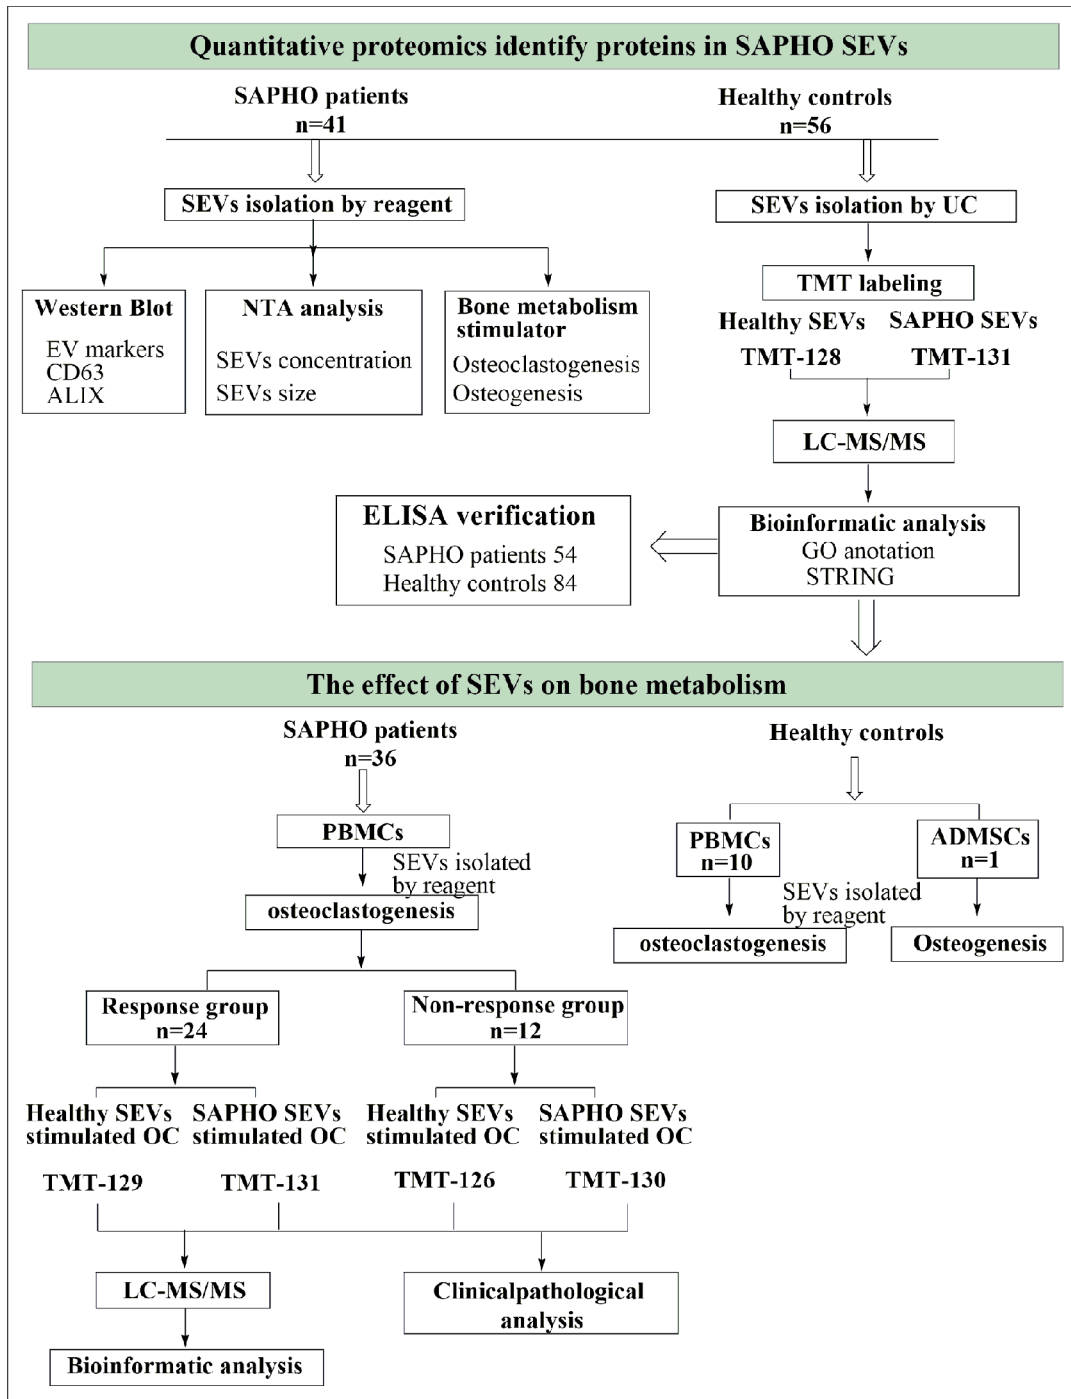 Quantitative proteomics identify proteins in SAPHO SEVs
SAPHO patients
n=41
Healthy controls
n=56
SEVs isolation by reagent
SEVs isolation by UC
Western Blot
EV markers
CD63
ALIX
NTA analysis
SEVs concentration
SEVs size
Bone metabolism
stimulator
Osteoclastogenesis
Osteogenesis
TMT labeling
Healthy SEVs
TMT-128
SAPHO SEVs
TMT-131
LC-MS/MS
Bioinformatic analysis
GO anotation
STRING
ELISA verification
SAPHO patients 54
Healthy controls 84
The effect of SEVs on bone metabolism
SAPHO patients
n=36
PBMCs
SEVs isolated
by reagent
osteoclastogenesis
Healthy controls
PBMCs
n=10
ADMSCs
n=1
SEVs isolated
by reagent
osteoclastogenesis
Osteogenesis
Response group
n=24
Non-response group
n=12
Healthy SEVs
stimulated OC
TMT-129
SAPHO SEVs
stimulated OC
TMT-131
Healthy SEVs
stimulated OC
TMT-126
SAPHO SEVs
stimulated OC
TMT-130
LC-MS/MS
Clinicalpathological
analysis
Bioinformatic analysis